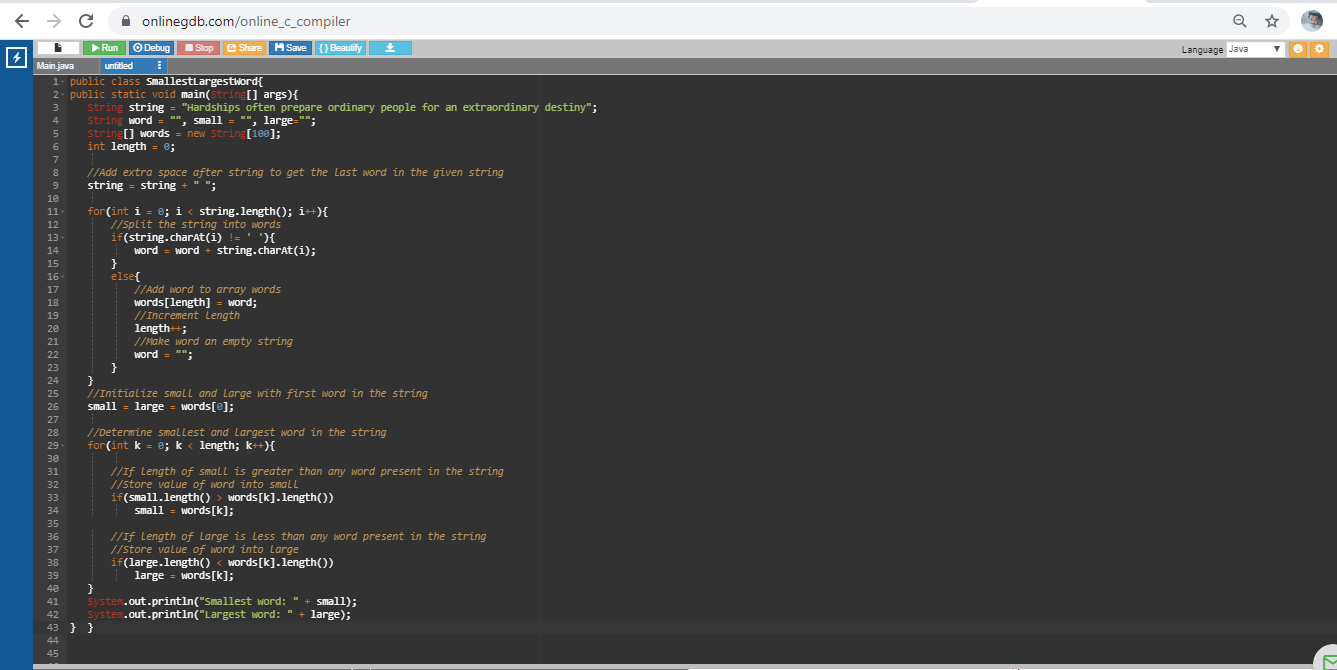 onlinegdb.com/online_c_compiler
Run Debug Stop Share Save { } Beautify
Language Java
Main.java untitled
1 public class SmallestLargestWord{
2 public static void main(String[] args){
3 String string = "Hardships often prepare ordinary people for an extraordinary destiny";
4 String word = "", small = "", large="";
5 String[] words = new String[100];
6 int length = 0;
7
8 //Add extra space after string to get the last word in the given string
9 string = string + " ";
10
11 for(int i = 0; i < string.length(); i++){
12 //Split the string into words
13 if(string.charAt(i) != ' '){
14 word = word + string.charAt(i);
15 }
16 else{
17 //Add word to array words
18 words[length] = word;
19 //Increment length
20 length++;
21 //Make word an empty string
22 word = "";
23 }
24 }
25 //Initialize small and large with first word in the string
26 small = large = words[0];
27
28 //Determine smallest and largest word in the string
29 for(int k = 0; k < length; k++){
30
31 //If length of small is greater than any word present in the string
32 //Store value of word into small
33 if(small.length() > words[k].length())
34 small = words[k];
35
36 //If length of large is less than any word present in the string
37 //Store value of word into large
38 if(large.length() < words[k].length())
39 large = words[k];
40 }
41 System.out.println("Smallest word: " + small);
42 System.out.println("Largest word: " + large);
43 } }
44
45